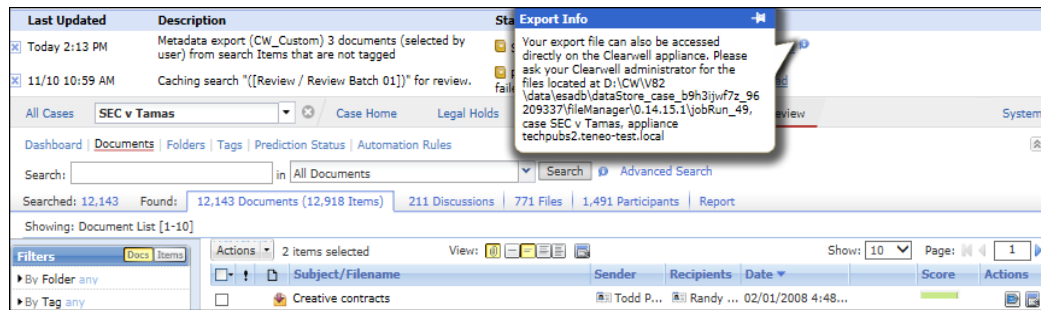 Last Updated Description Sta
Export Info
Today 2:13 PM Metadata export (CW_Custom) 3 documents (selected by
user) from search Items that are not tagged
11/10 10:59 AM Caching search "([Review / Review Batch 01])" for review.
Your export file can also be accessed
directly on the Clearwell appliance. Please
ask your Clearwell administrator for the
files located at D:\CW\V82
\data\esadb\dataStore_case_b9h3ijwf7z_96
209337\fileManager\0.14.15.1\jobRun_49,
case SEC v Tamas, appliance
techpubs2.teneo-test.local
All Cases SEC v Tamas Case Home Legal Holds eview System
Dashboard | Documents | Folders | Tags | Prediction Status | Automation Rules
Search: in All Documents Search Advanced Search
Searched: 12,143 Found: 12,143 Documents (12,918 Items) 211 Discussions 771 Files 1,491 Participants Report
Showing: Document List [1-10]
Filters Docs Items Actions 2 items selected View: Show: 10 Page: 1
By Folder any ! Subject/Filename Sender Recipients Date Score Actions
By Tag any Creative contracts Todd P... Randy ... 02/01/2008 4:48...